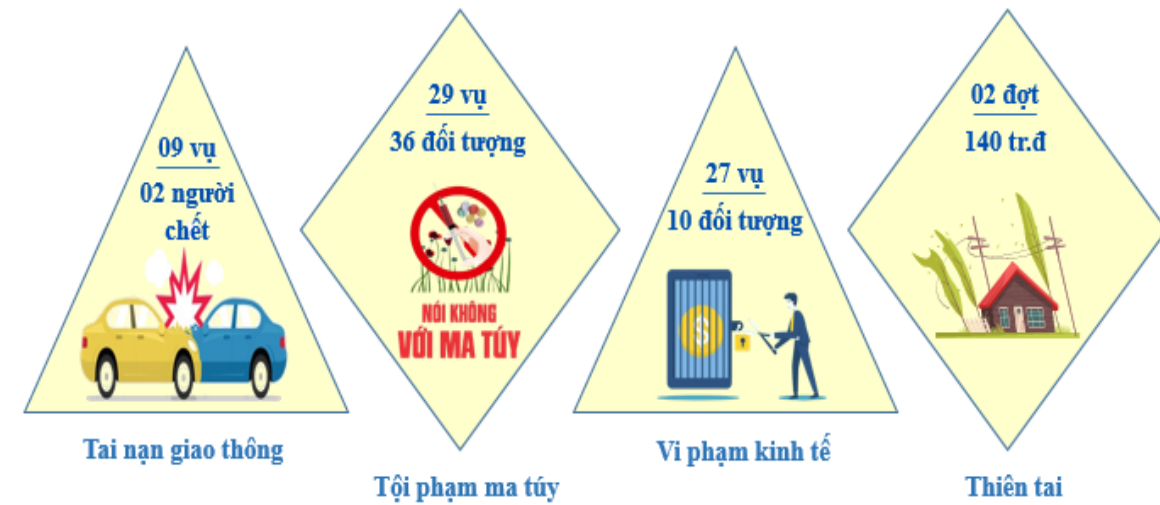 09 vụ
02 người
chết
Tai nạn giao thông
29 vụ
36 đối tượng
NÓI KHÔNG
VỚI MA TÚY
Tội phạm ma túy
27 vụ
10 đối tượng
$
Vi phạm kinh tế
02 đợt
140 tr.đ
Thiên tai